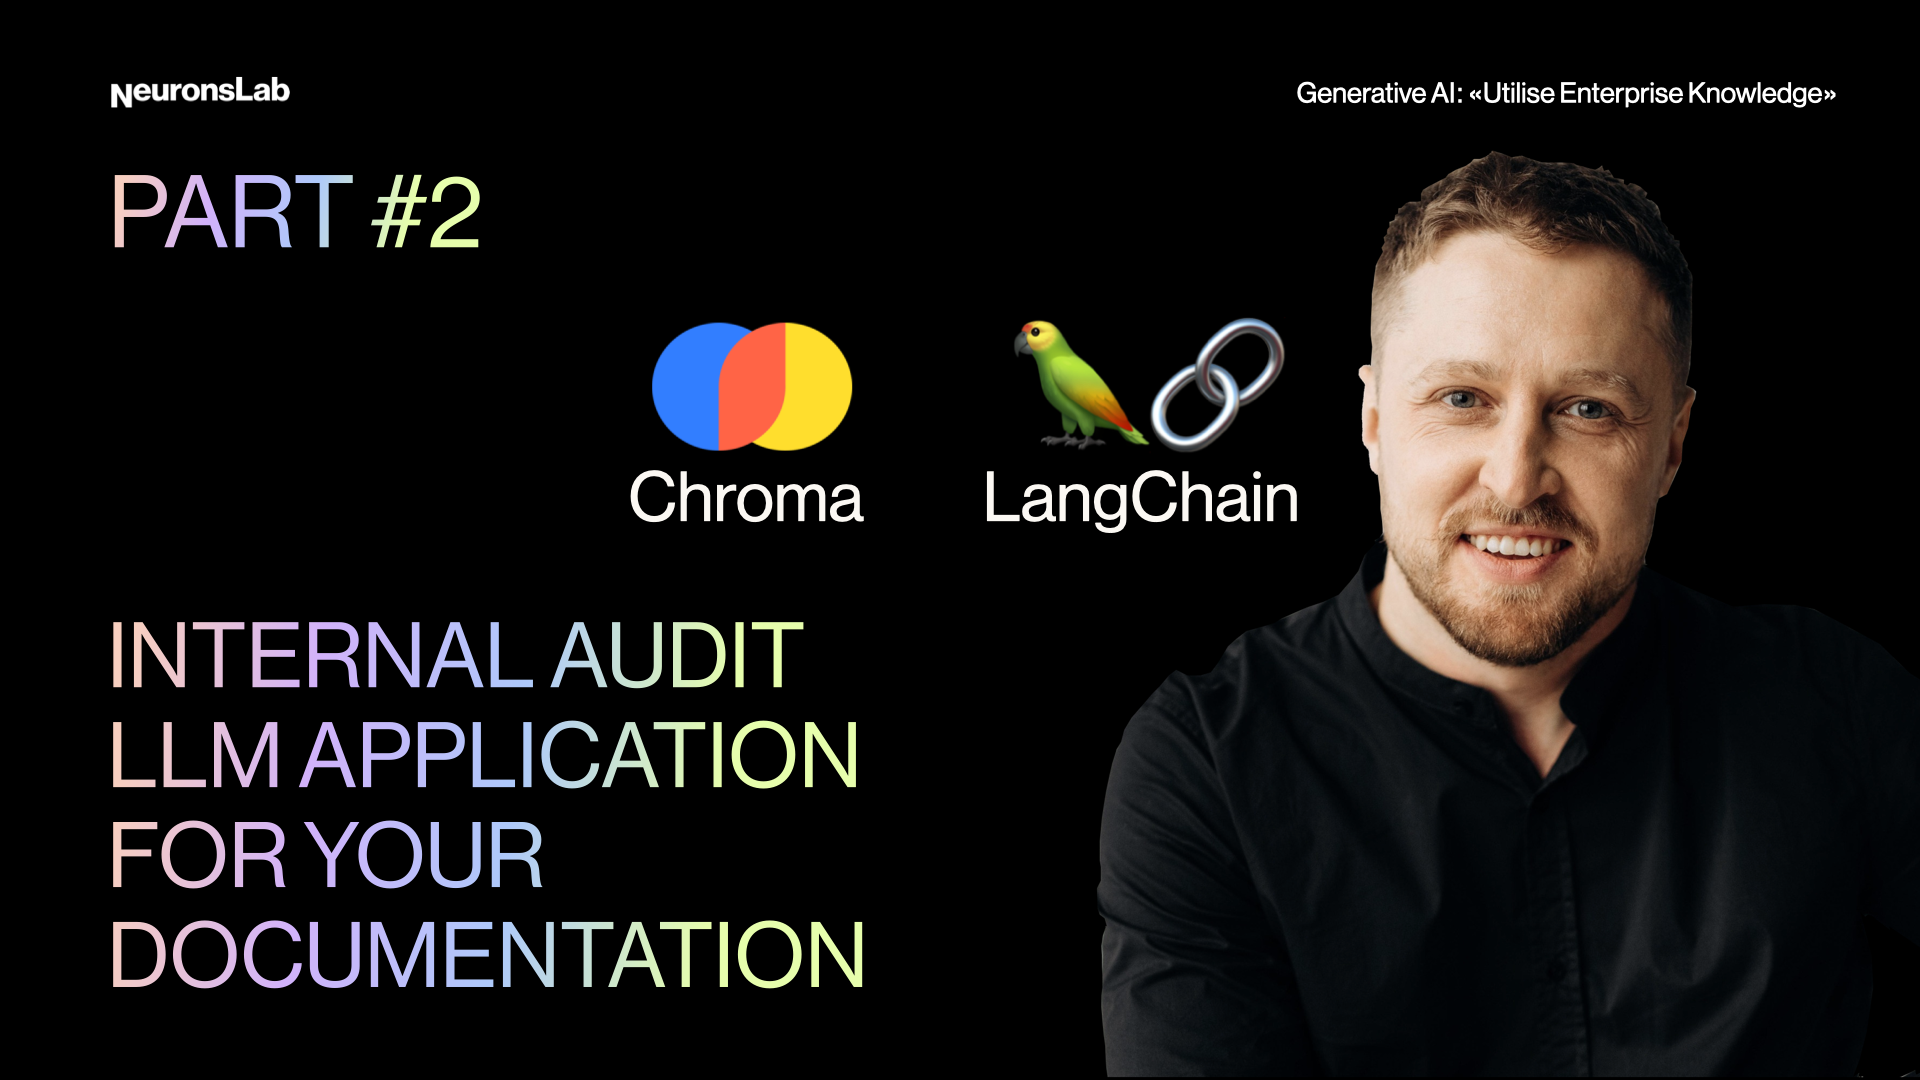 NeuronsLab
Generative AI: «Utilise Enterprise Knowledge»
PART #2
Chroma
LangChain
INTERNAL AUDIT
LLM APPLICATION
FOR YOUR
DOCUMENTATION